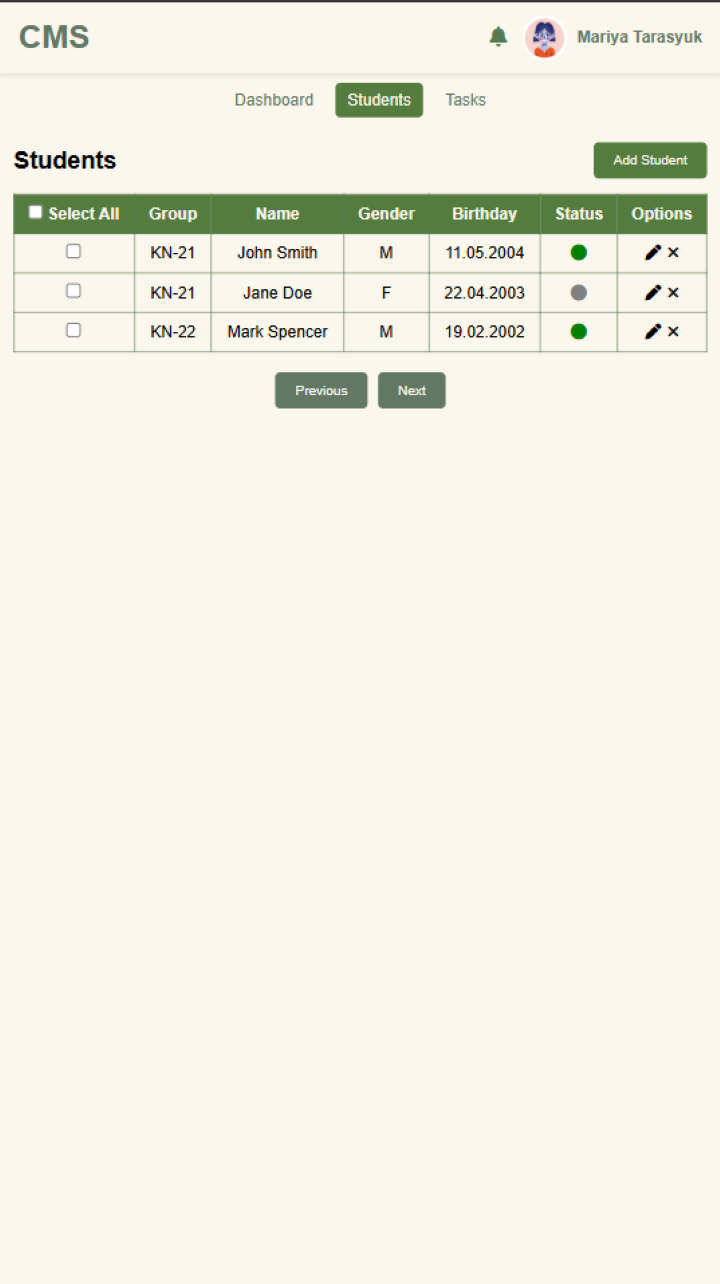 CMS
Mariya Tarasyuk
Dashboard Students Tasks
Students
Add Student
Select All Group Name Gender Birthday Status Options
KN-21 John Smith M 11.05.2004
KN-21 Jane Doe F 22.04.2003
KN-22 Mark Spencer M 19.02.2002
Previous Next